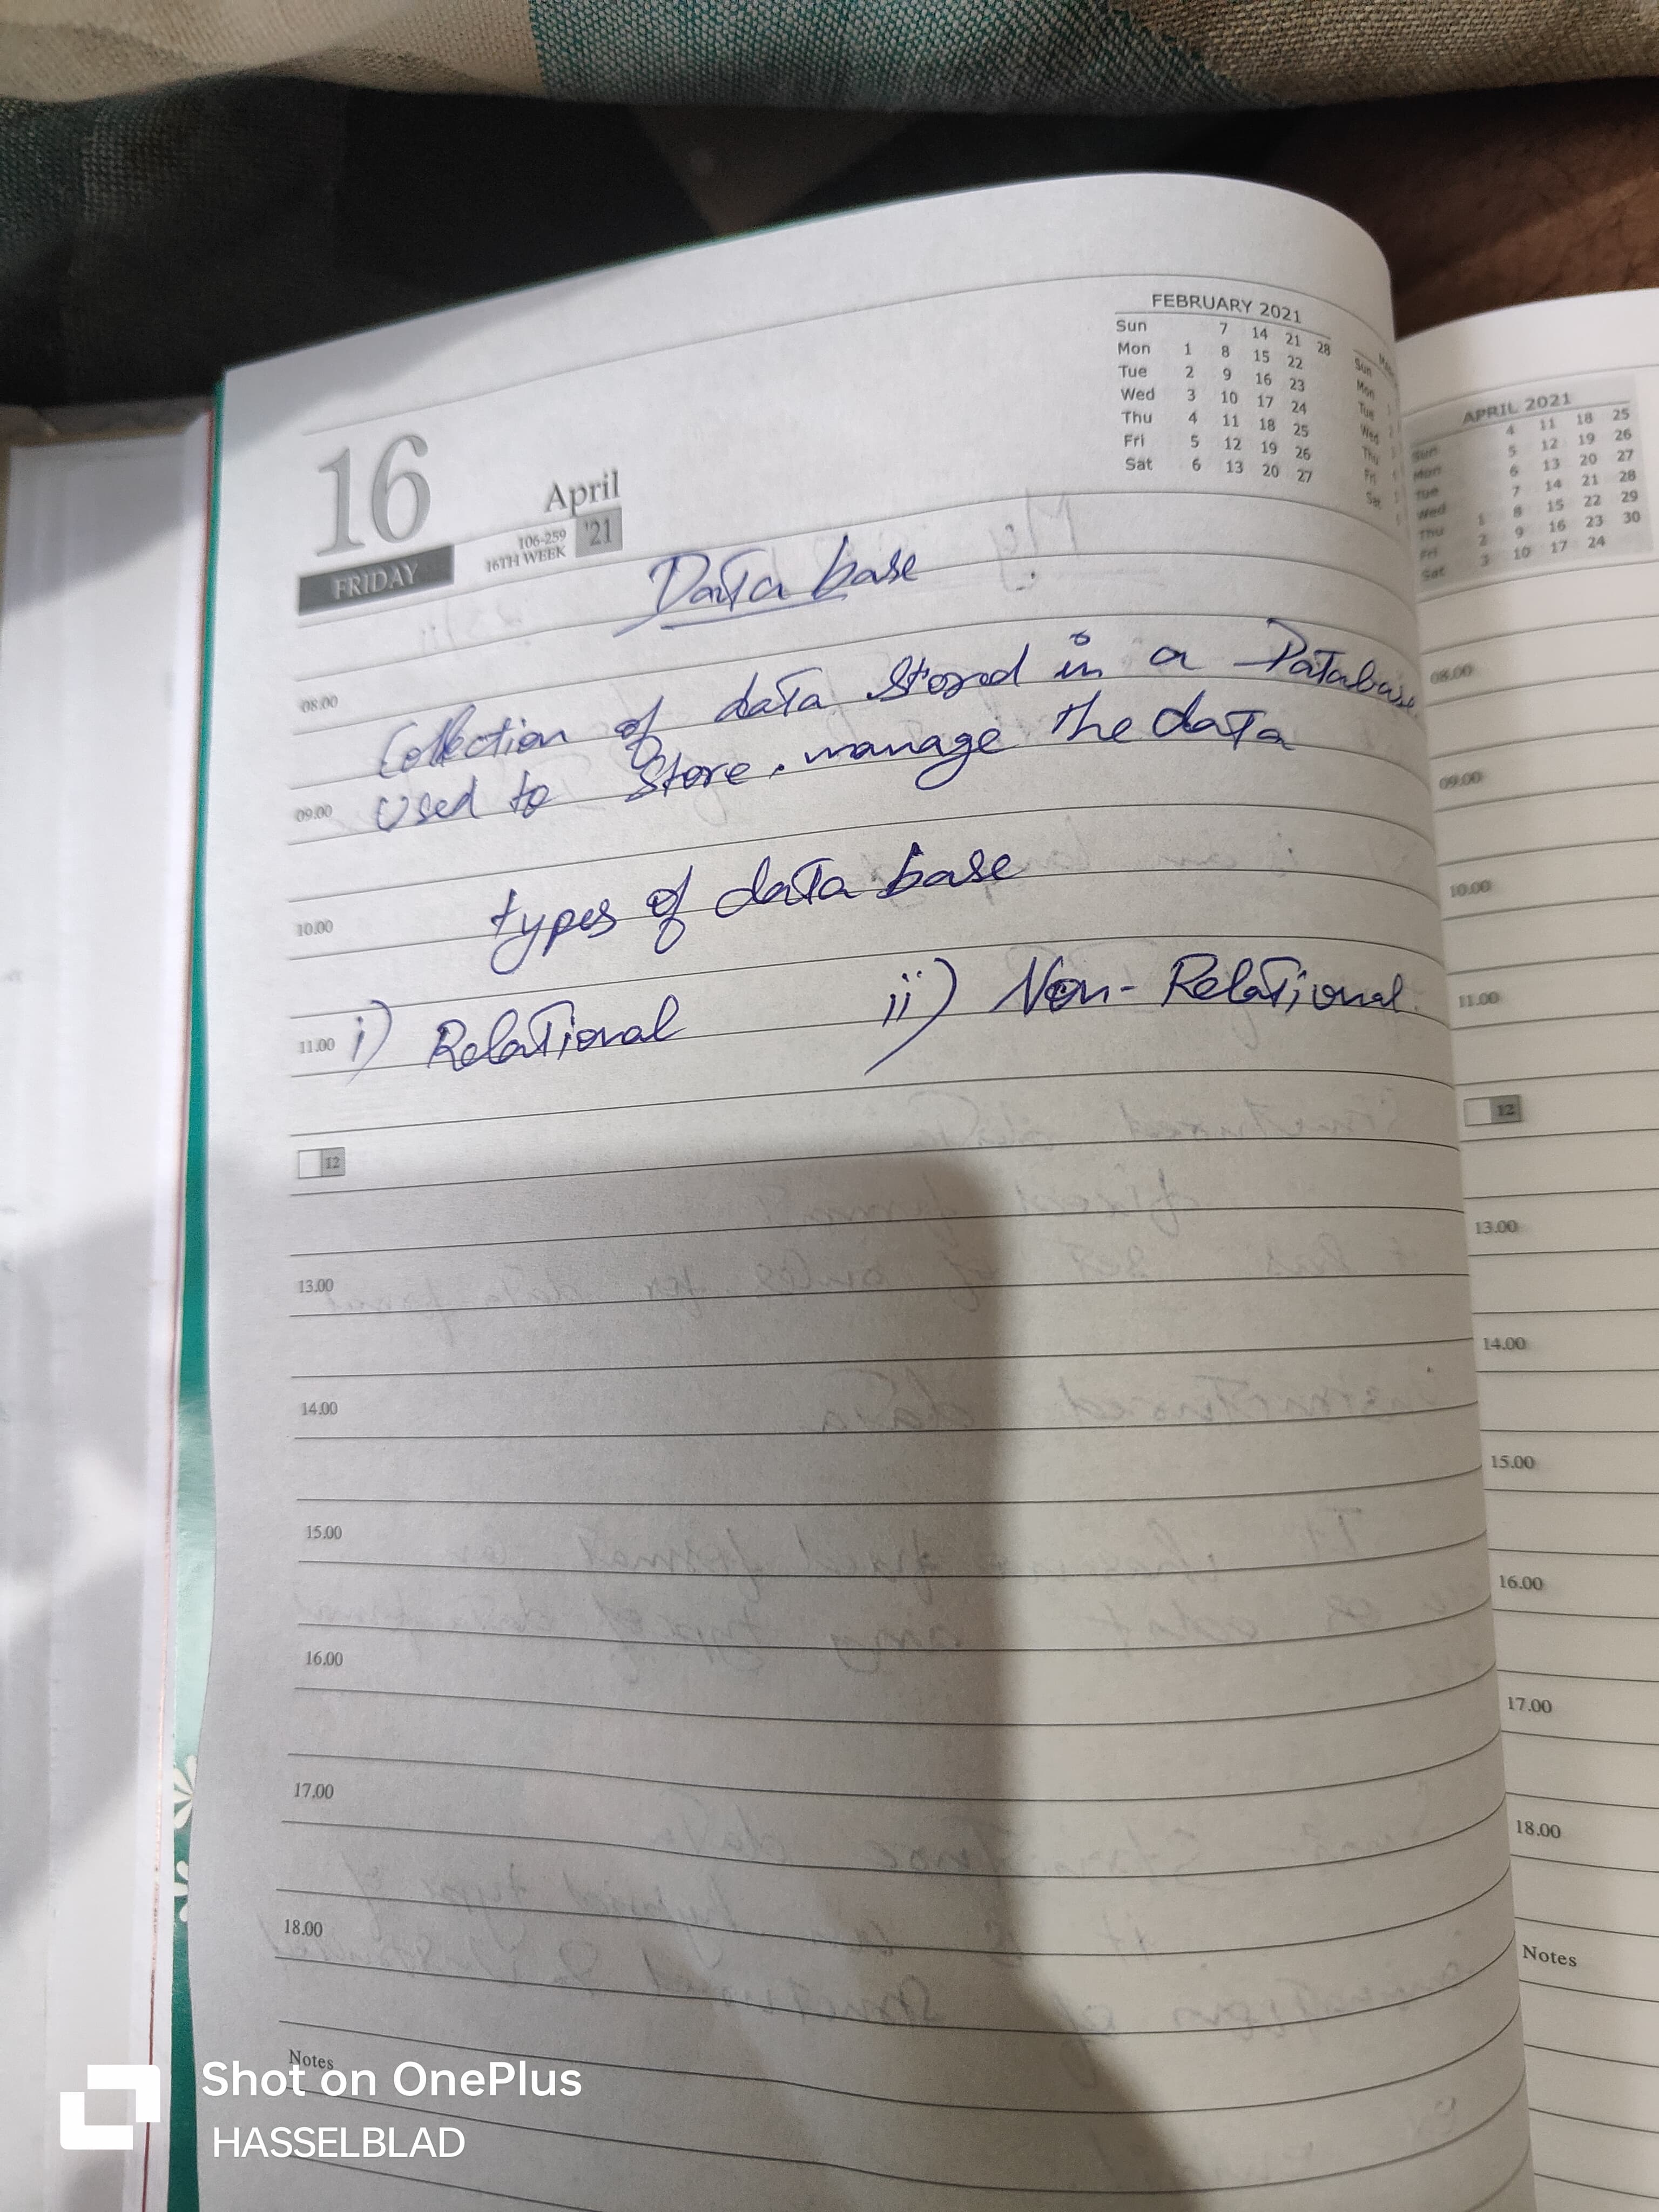 FEBRUARY 2021
Sun 7 14 21 28
Mon 1 8 15 22
Tue 2 9 16 23
Wed 3 10 17 24
Thu 4 11 18 25
Fri 5 12 19 26
Sat 6 13 20 27
16
April
106-259
16TH WEEK '21
FRIDAY
Data base
08.00
Collection of data stored in a Database
09.00 used to store. manage the data
10.00 types of data base
11.00 i) Relational ii) Non-Relational
12
13.00
14.00
15.00
16.00
17.00
18.00
Notes
APRIL 2021
Sun 4 11 18 25
Mon 5 12 19 26
Tue 6 13 20 27
Wed 7 14 21 28
Thu 1 8 15 22 29
Fri 2 9 16 23 30
Sat 3 10 17 24
08.00
09.00
10.00
11.00
12
13.00
14.00
15.00
16.00
17.00
18.00
Notes
Shot on OnePlus
HASSELBLAD